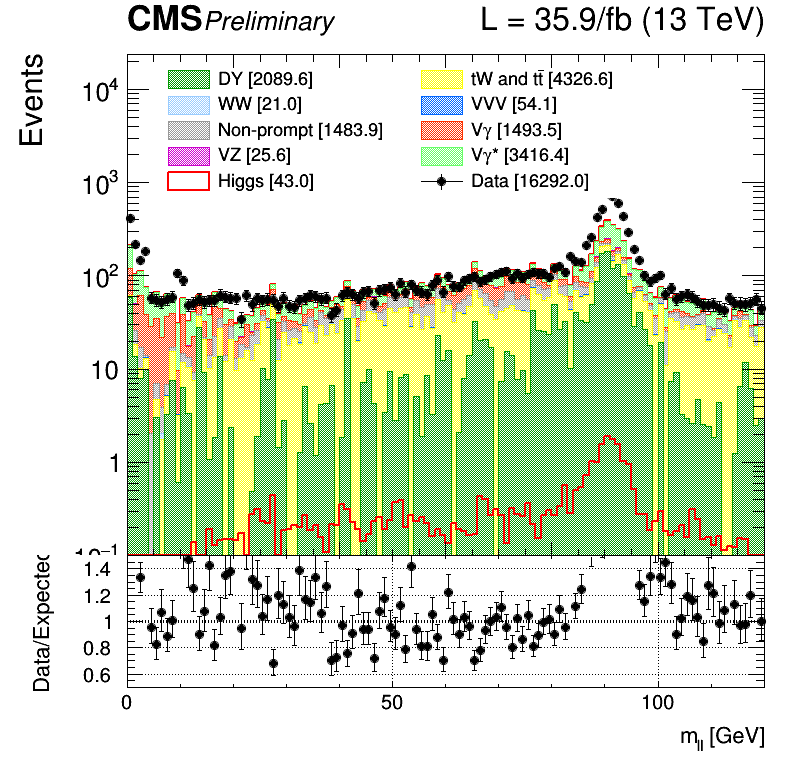 CMS Preliminary L = 35.9/fb (13 TeV)
Events
DY [2089.6]
tW and tt̄ [4326.6]
WW [21.0]
VVV [54.1]
Non-prompt [1483.9]
Vγ [1493.5]
VZ [25.6]
Vγ* [3416.4]
Higgs [43.0]
Data [16292.0]
10⁴
10³
10²
10
1
10⁻¹
Data/Expected
1.4
1.2
1
0.8
0.6
0 50 100
mll [GeV]